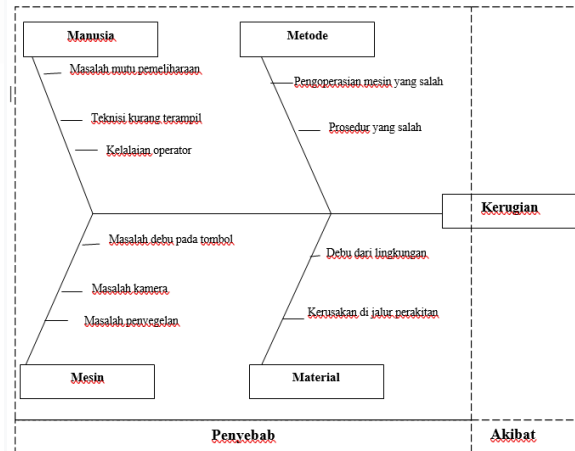 Manusia
Metode
Masalah mutu pemeliharaan
Pengoperasian mesin yang salah
Teknisi kurang terampil
Prosedur yang salah
Kelalaian operator
Kerugian
Masalah debu pada tombol
Debu dari lingkungan
Masalah kamera
Kerusakan di jalur perakitan
Masalah penyegelan
Mesin
Material
Penyebab
Akibat